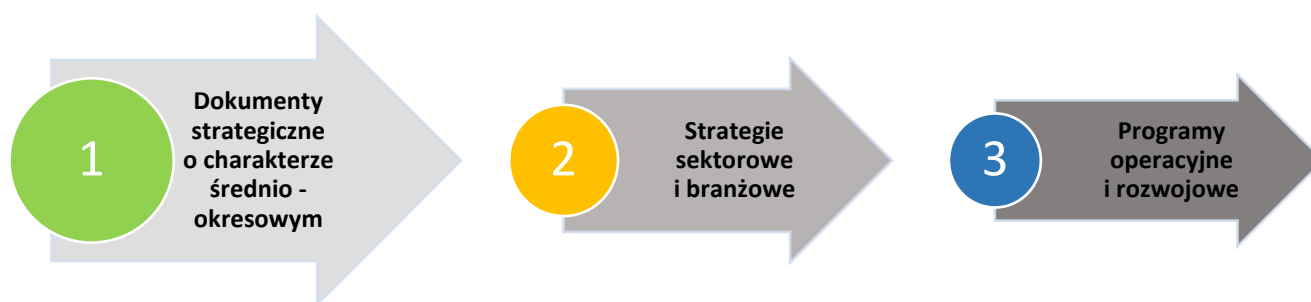 1
Dokumenty
strategiczne
o charakterze
średnio -
okresowym
2
Strategie
sektorowe
i branżowe
3
Programy
operacyjne
i rozwojowe